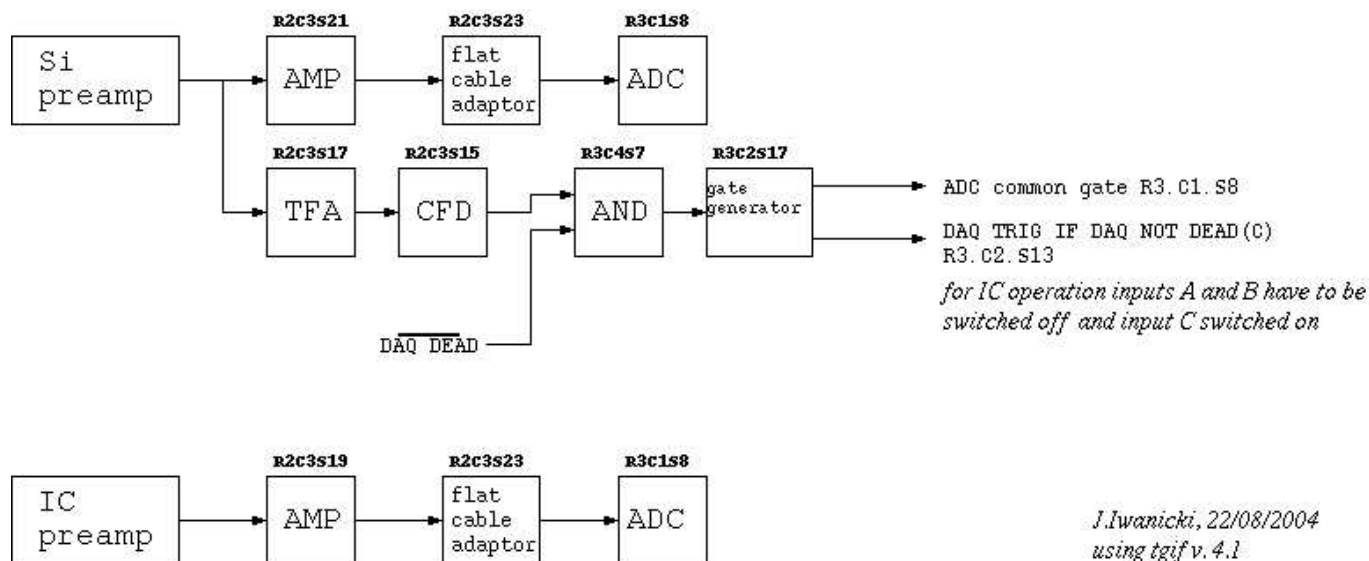 R2C3S21 R2C3S23 R3C1S8
Si
preamp
AMP
flat
cable
adaptor
ADC
R2C3S17 R2C3S15 R3C4S7 R3C2S17
TFA
CFD
AND
gate
generator
ADC common gate R3.C1.S8
DAQ TRIG IF DAQ NOT DEAD(C)
R3.C2.S13
for IC operation inputs A and B have to be
switched off and input C switched on
DAQ DEAD
R2C3S19 R2C3S23 R3C1S8
IC
preamp
AMP
flat
cable
adaptor
ADC
J.Iwanicki, 22/08/2004
using tgif v. 4.1